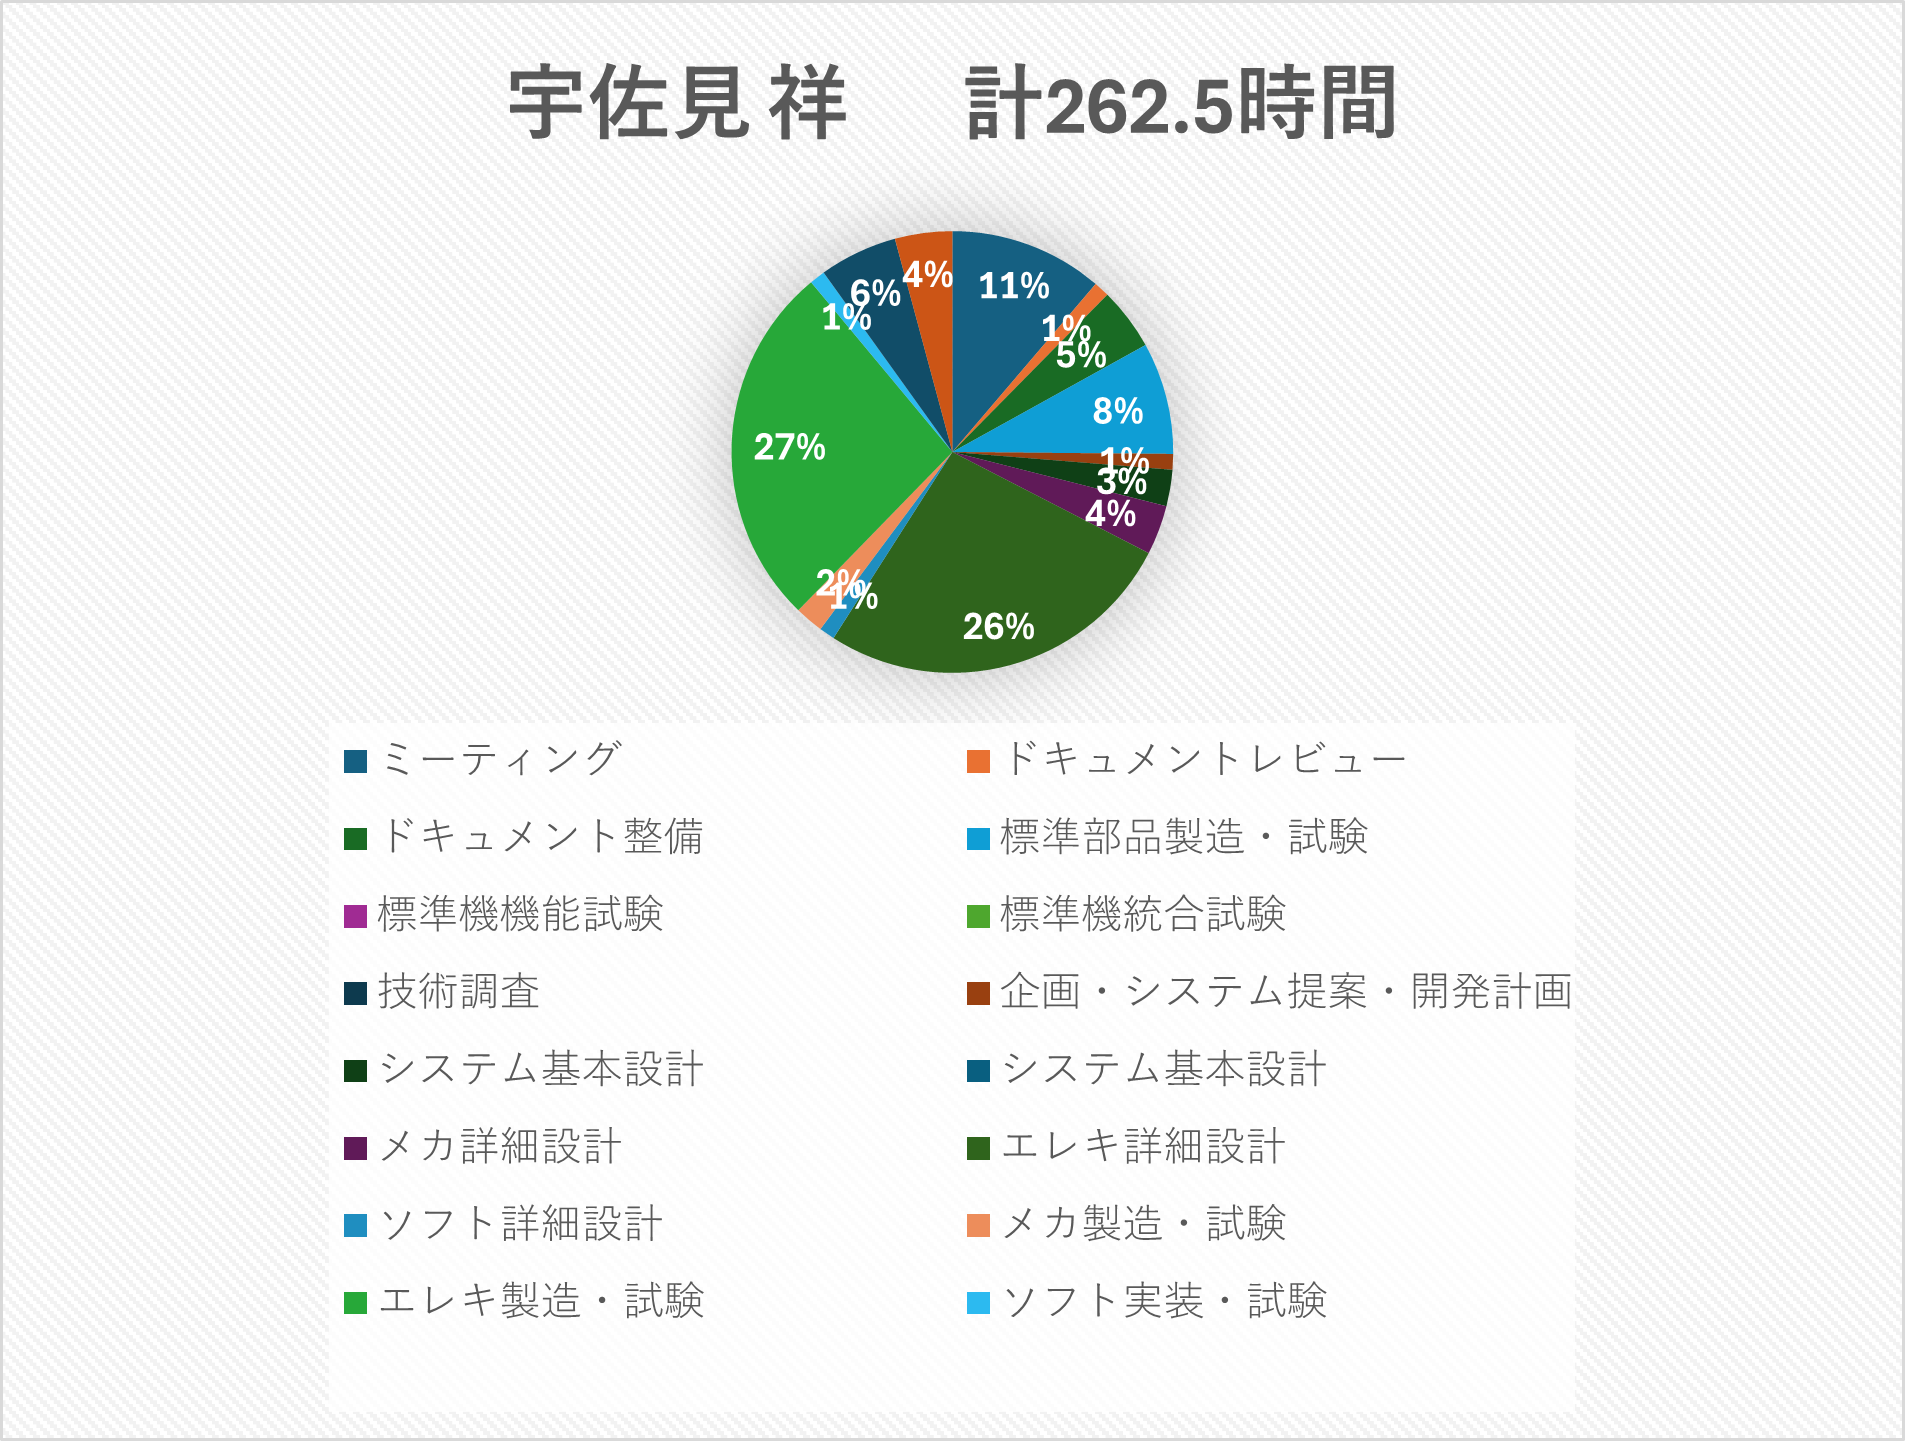 宇佐見 祥　計262.5時間
4%
11%
6%
1%
1%
5%
8%
27%
1%
3%
4%
2%
1%
26%
ミーティング
ドキュメントレビュー
ドキュメント整備
標準部品製造・試験
標準機機能試験
標準機統合試験
技術調査
企画・システム提案・開発計画
システム基本設計
システム基本設計
メカ詳細設計
エレキ詳細設計
ソフト詳細設計
メカ製造・試験
エレキ製造・試験
ソフト実装・試験